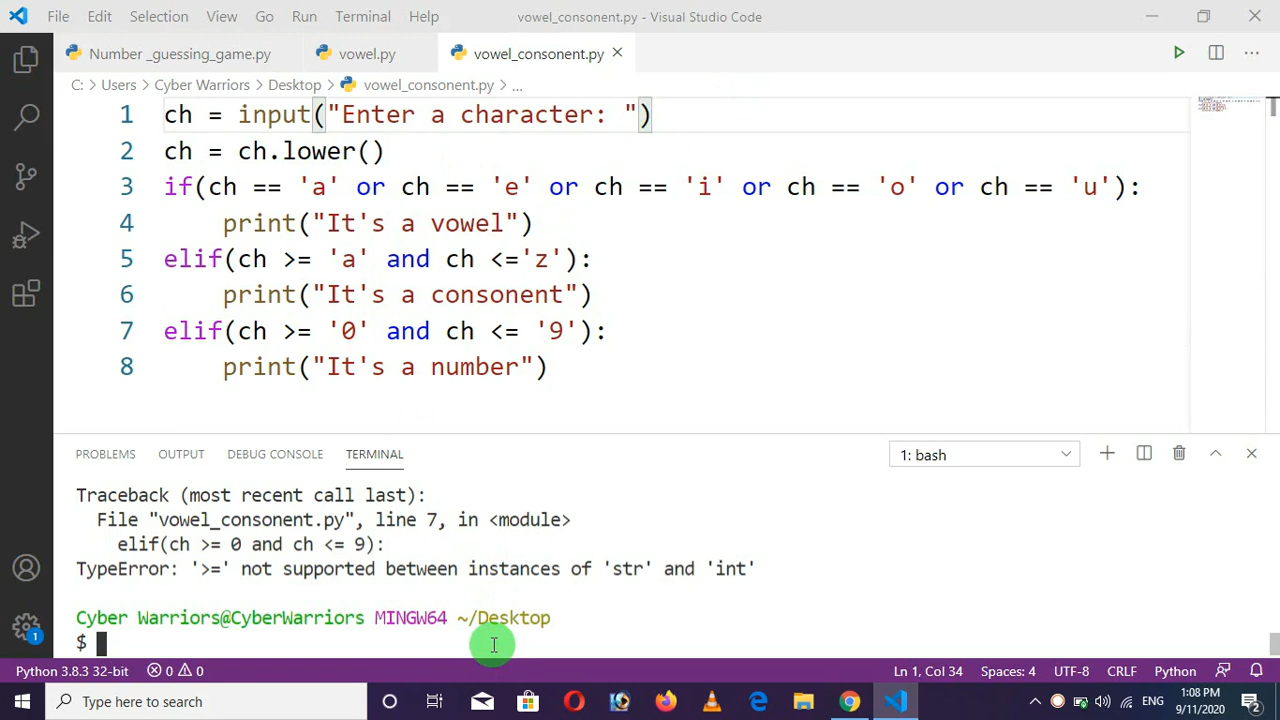 File Edit Selection View Go Run Terminal Help vowel_consonent.py - Visual Studio Code
Number _guessing_game.py vowel.py vowel_consonent.py
C: > Users > Cyber Warriors > Desktop > vowel_consonent.py > ...
1 ch = input("Enter a character: ")
2 ch = ch.lower()
3 if(ch == 'a' or ch == 'e' or ch == 'i' or ch == 'o' or ch == 'u'):
4 print("It's a vowel")
5 elif(ch >= 'a' and ch <='z'):
6 print("It's a consonent")
7 elif(ch >= '0' and ch <= '9'):
8 print("It's a number")
PROBLEMS OUTPUT DEBUG CONSOLE TERMINAL 1: bash
Traceback (most recent call last):
File "vowel_consonent.py", line 7, in <module>
elif(ch >= 0 and ch <= 9):
TypeError: '>=' not supported between instances of 'str' and 'int'
Cyber Warriors@CyberWarriors MINGW64 ~/Desktop
$
1
Python 3.8.3 32-bit 0 0 Ln 1, Col 34 Spaces: 4 UTF-8 CRLF Python
Type here to search ENG 1:08 PM
9/11/2020 2